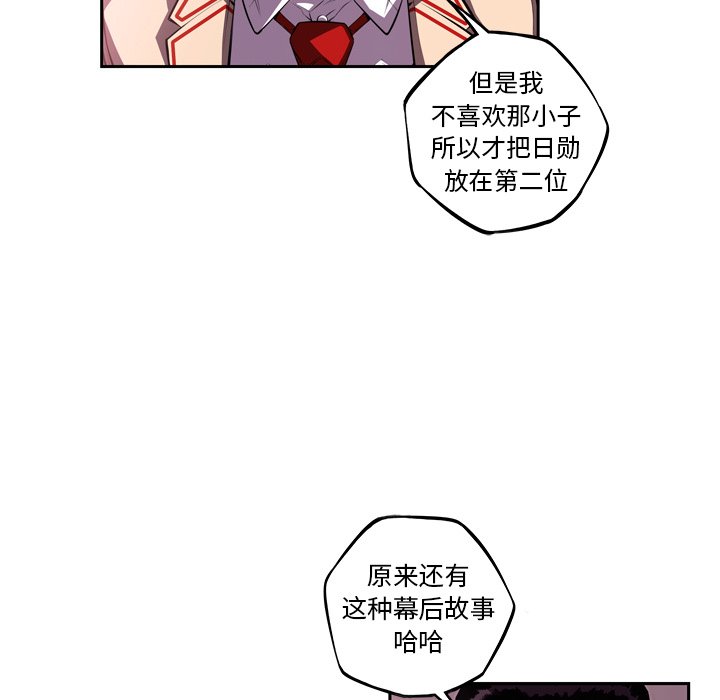 但是我
不喜欢那小子
所以才把日勋
放在第二位
原来还有
这种幕后故事
哈哈